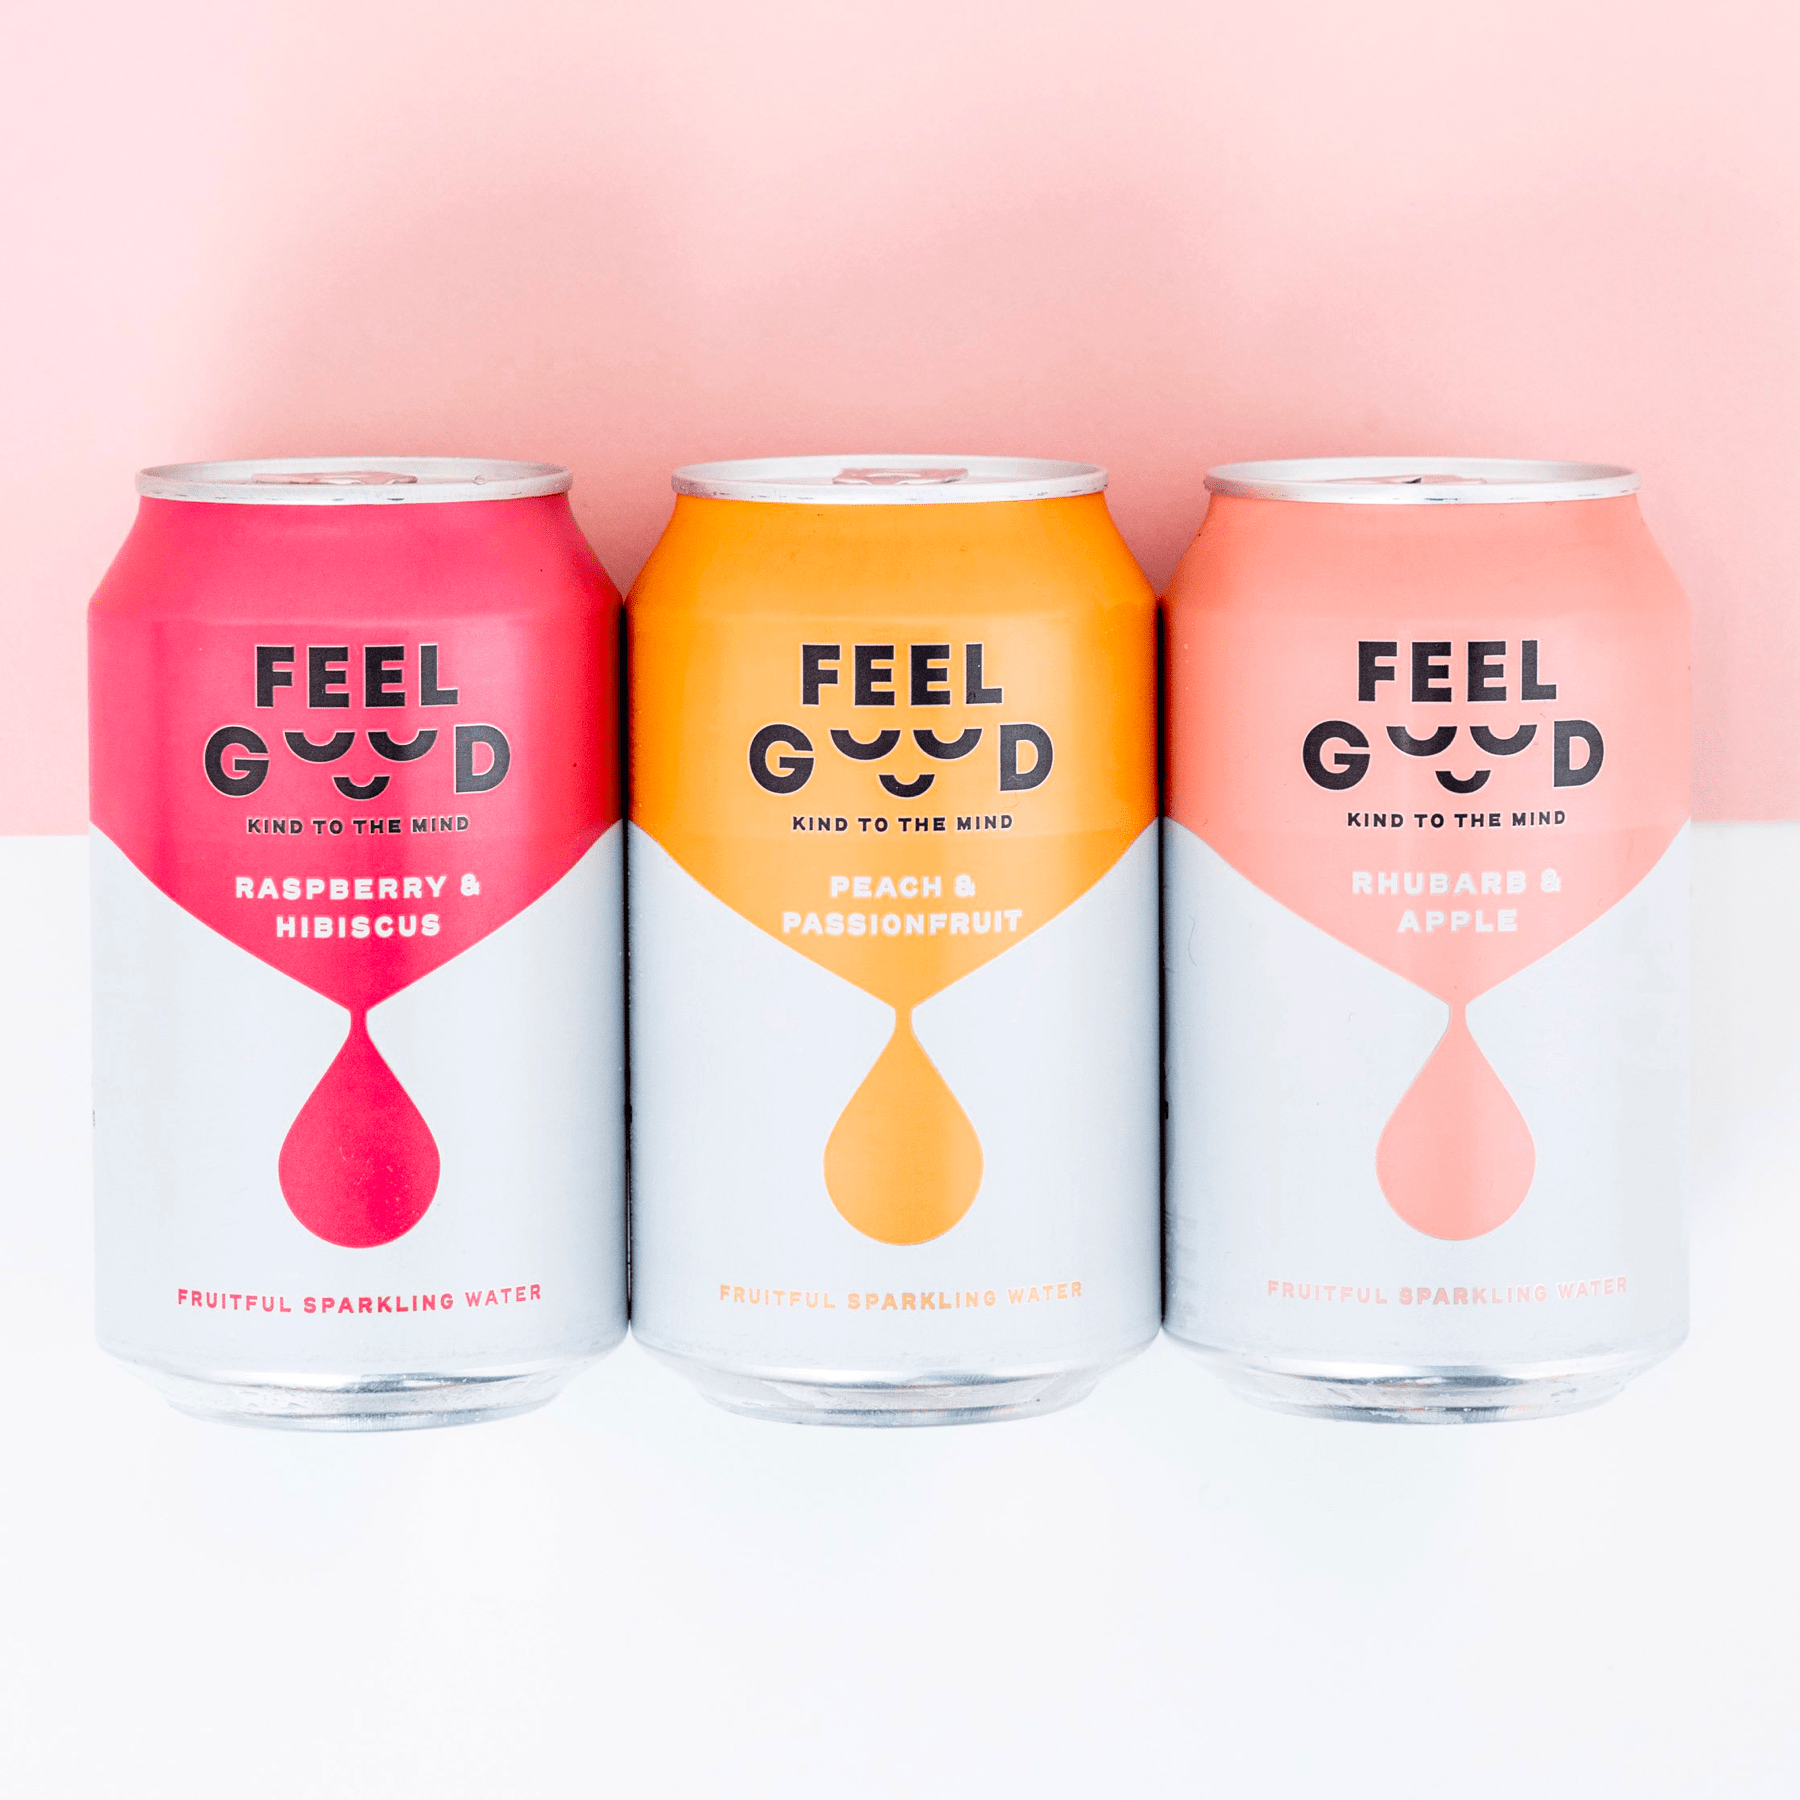 FEEL
GOOD
KIND TO THE MIND
RASPBERRY &
HIBISCUS
FRUITFUL SPARKLING WATER
FEEL
GOOD
KIND TO THE MIND
PEACH &
PASSIONFRUIT
FRUITFUL SPARKLING WATER
FEEL
GOOD
KIND TO THE MIND
RHUBARB &
APPLE
FRUITFUL SPARKLING WATER